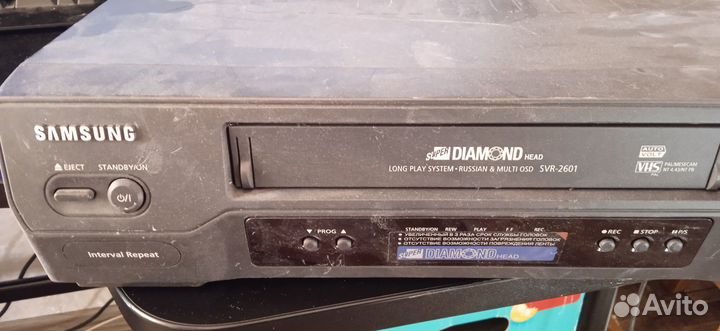 SAMSUNG
EJECT
STANDBY/ON
Interval Repeat
SUPER DIAMOND HEAD
LONG PLAY SYSTEM • RUSSIAN & MULTI OSD SVR-2601
AUTO
VOLT
VHS
PAL
PAL/MESECAM
NT 4.43/NT PB
PROG
STANDBY/ON REW PLAY F.F REC
• УВЕЛИЧЕННЫЙ В 3 РАЗА СРОК СЛУЖБЫ ГОЛОВОК
• ОТСУТСТВИЕ ВОЗМОЖНОСТИ ЗАГРЯЗНЕНИЯ ГОЛОВОК
• ОТСУТСТВИЕ ВОЗМОЖНОСТИ ПОВРЕЖДЕНИЯ ЛЕНТЫ
SUPER DIAMOND HEAD
REC
STOP
P/S
Avito